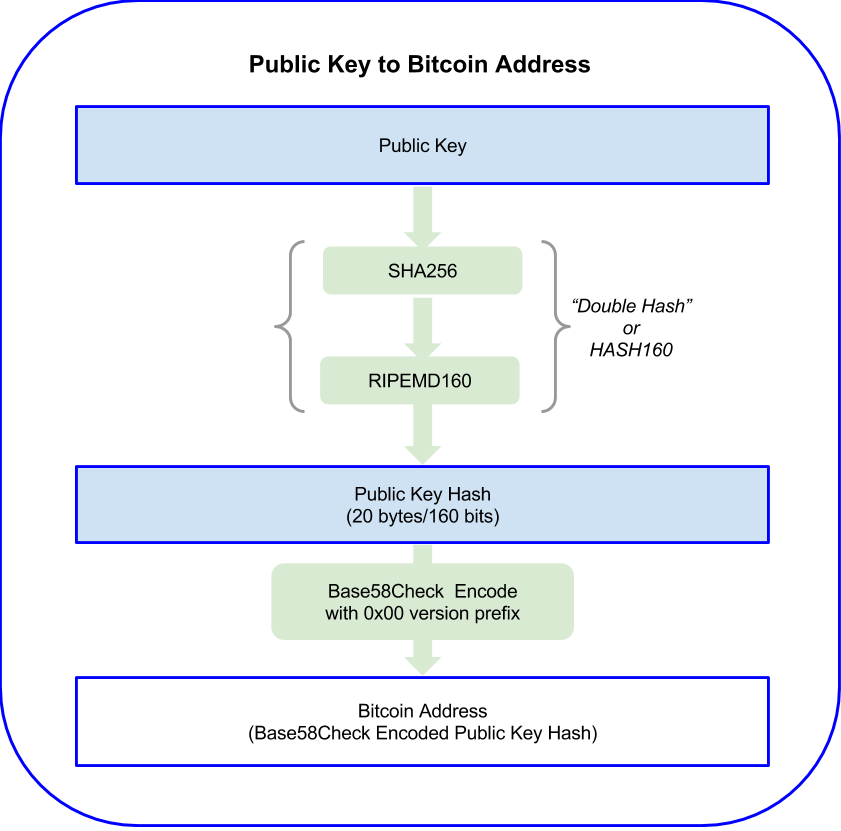 Public Key to Bitcoin Address
Public Key
SHA256
“Double Hash”
or
HASH160
RIPEMD160
Public Key Hash
(20 bytes/160 bits)
Base58Check Encode
with 0x00 version prefix
Bitcoin Address
(Base58Check Encoded Public Key Hash)